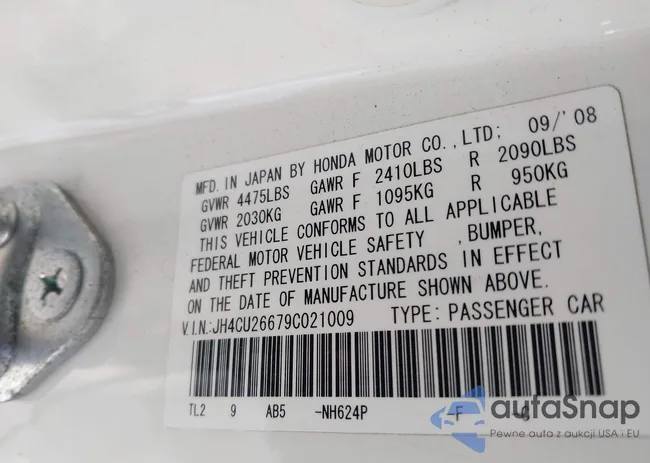 MFD. IN JAPAN BY HONDA MOTOR CO.,LTD; 09/'08
GVWR 4475LBS GAWR F 2410LBS R 2090LBS
GVWR 2030KG GAWR F 1095KG R 950KG
THIS VEHICLE CONFORMS TO ALL APPLICABLE
FEDERAL MOTOR VEHICLE SAFETY ,BUMPER,
AND THEFT PREVENTION STANDARDS IN EFFECT
ON THE DATE OF MANUFACTURE SHOWN ABOVE.
V.I.N.:JH4CU26679C021009 TYPE: PASSENGER CAR
TL2 9 AB5 -NH624P -F -C
autaSnap
Pewne auta z aukcji USA i EU